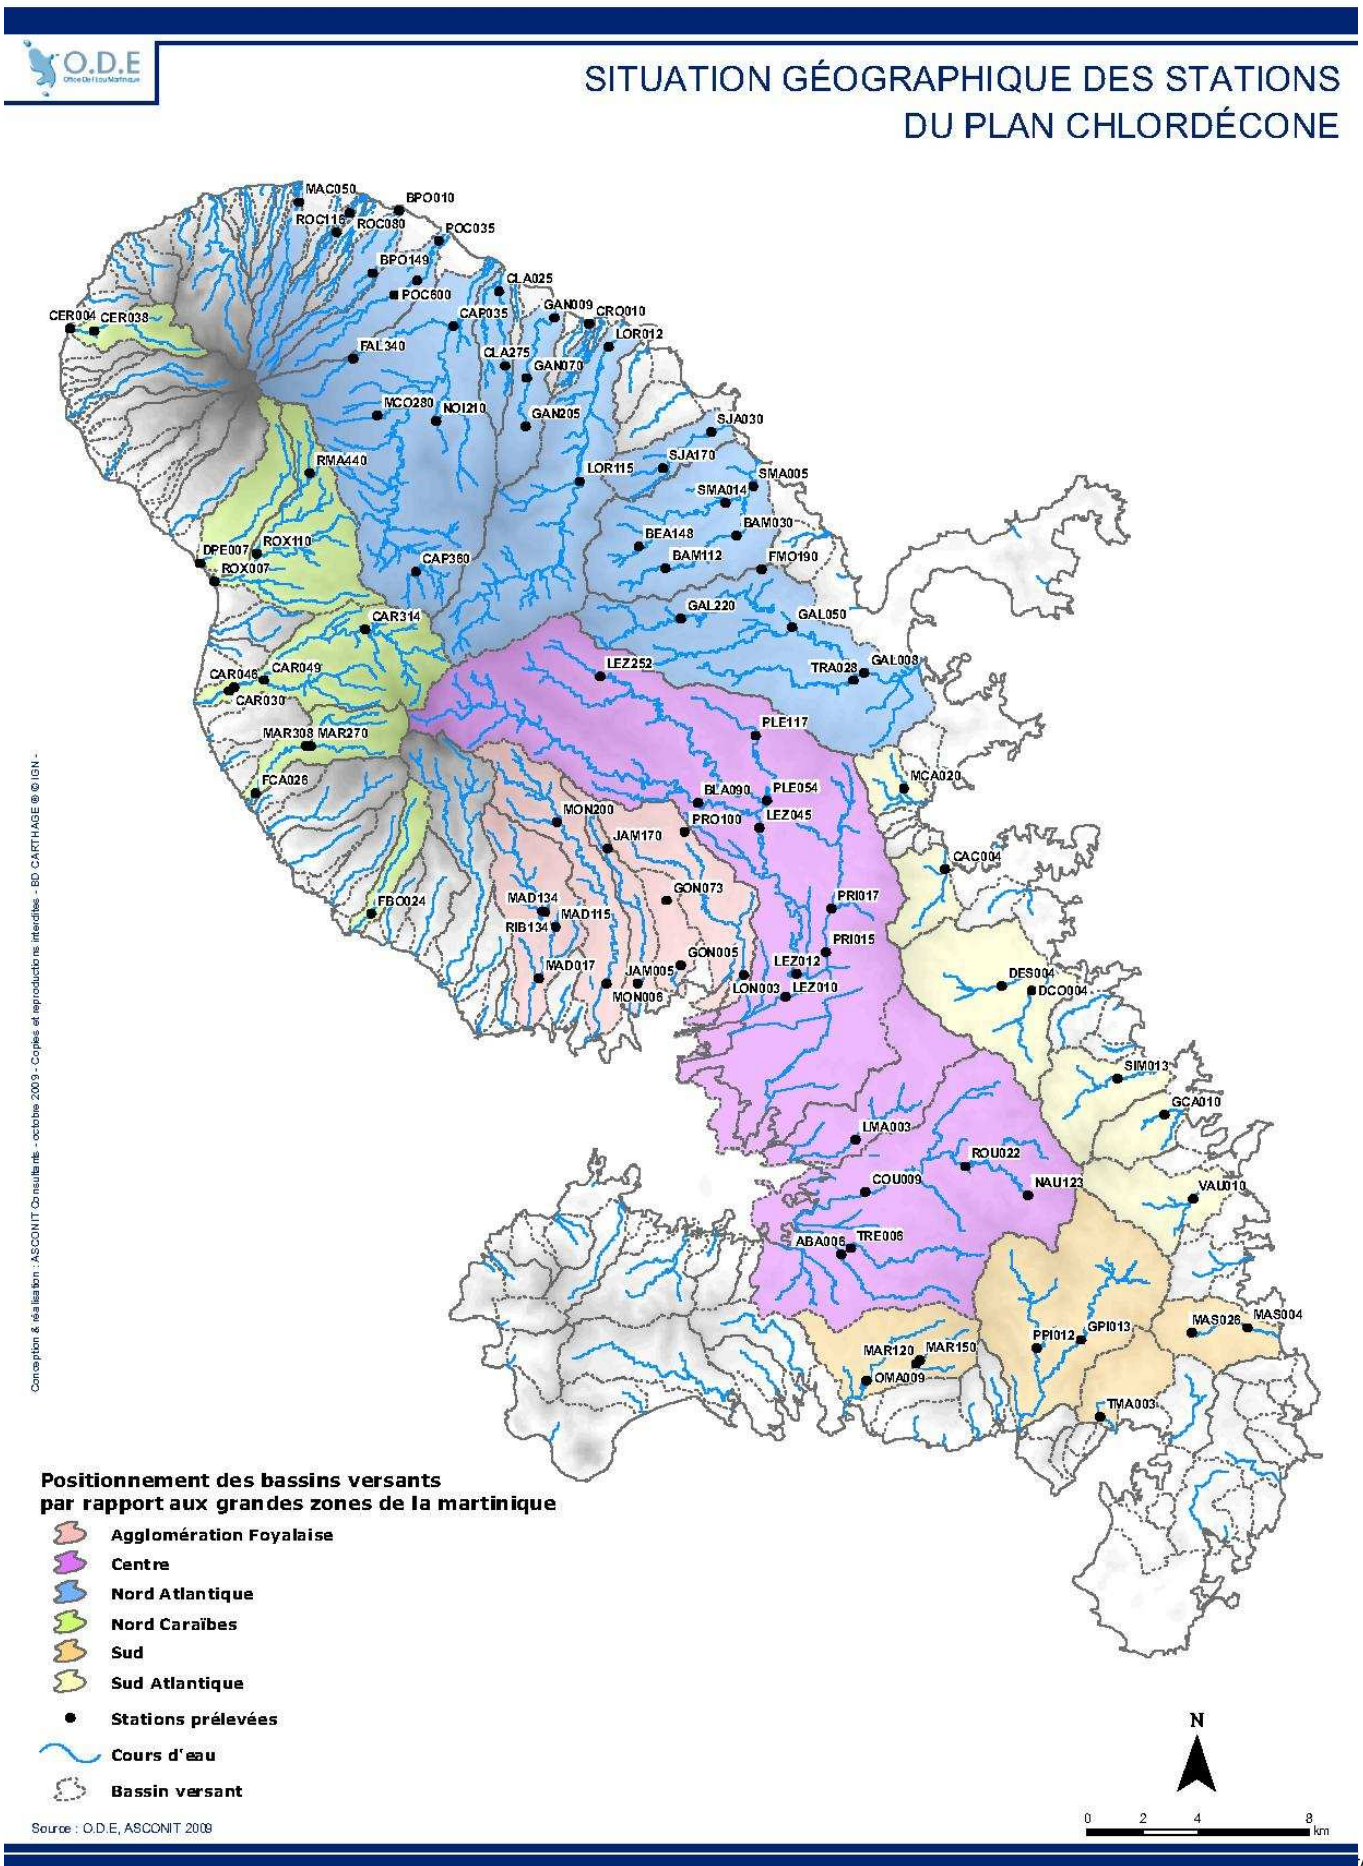 O.D.E
Office De l'Eau Martinique
SITUATION GÉOGRAPHIQUE DES STATIONS
DU PLAN CHLORDÉCONE
MAC050
BPO010
ROC116
ROC080
POC035
BPO149
CLA025
POC600
GAN009
CRO010
CER004
CER038
CAP035
LOR012
FAL340
CLA275
GAN070
MCO280
NOI210
GAN205
SJA030
RMA440
LOR115
SJA170
SMA005
SMA014
BAM030
BEA148
DPE007
ROX110
BAM112
FMO190
CAP360
ROX007
GAL220
CAR314
GAL050
LEZ252
GAL008
CAR049
TRA028
CAR046
CAR030
PLE117
MAR308
MAR270
MCA020
FCA026
BLA090
PLE054
MON200
PRO100
LEZ045
JAM170
CAC004
GON073
PRI017
FBO024
MAD134
MAD115
RIB134
PRI015
GON005
LEZ012
MAD017
JAM005
DES004
LON003
LEZ010
DCO004
MON006
SIM013
GCA010
LMA003
ROU022
COU009
NAU123
VAU010
ABA006
TRE006
MAS026
MAS004
PPI012
GPI013
MAR120
MAR150
OMA009
TMA003
Conception & réalisation : ASCONIT Consultants - octobre 2009 - Copies et reproductions interdites - BD CARTHAGE ® © IGN -
Positionnement des bassins versants
par rapport aux grandes zones de la martinique
Agglomération Foyalaise
Centre
Nord Atlantique
Nord Caraïbes
Sud
Sud Atlantique
Stations prélevées
Cours d'eau
Bassin versant
N
0 2 4 8
km
Source : O.D.E, ASCONIT 2009